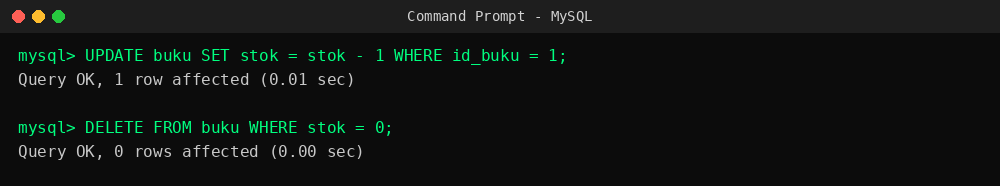 Command Prompt - MySQL
mysql> UPDATE buku SET stok = stok - 1 WHERE id_buku = 1;
Query OK, 1 row affected (0.01 sec)
mysql> DELETE FROM buku WHERE stok = 0;
Query OK, 0 rows affected (0.00 sec)